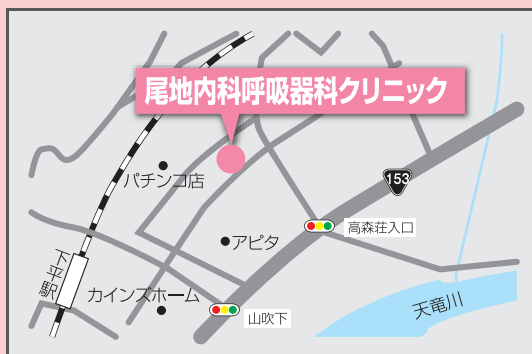 尾地内科呼吸器科クリニック
パチンコ店
153
高森荘入口
アピタ
下平駅
カインズホーム
山吹下
天竜川